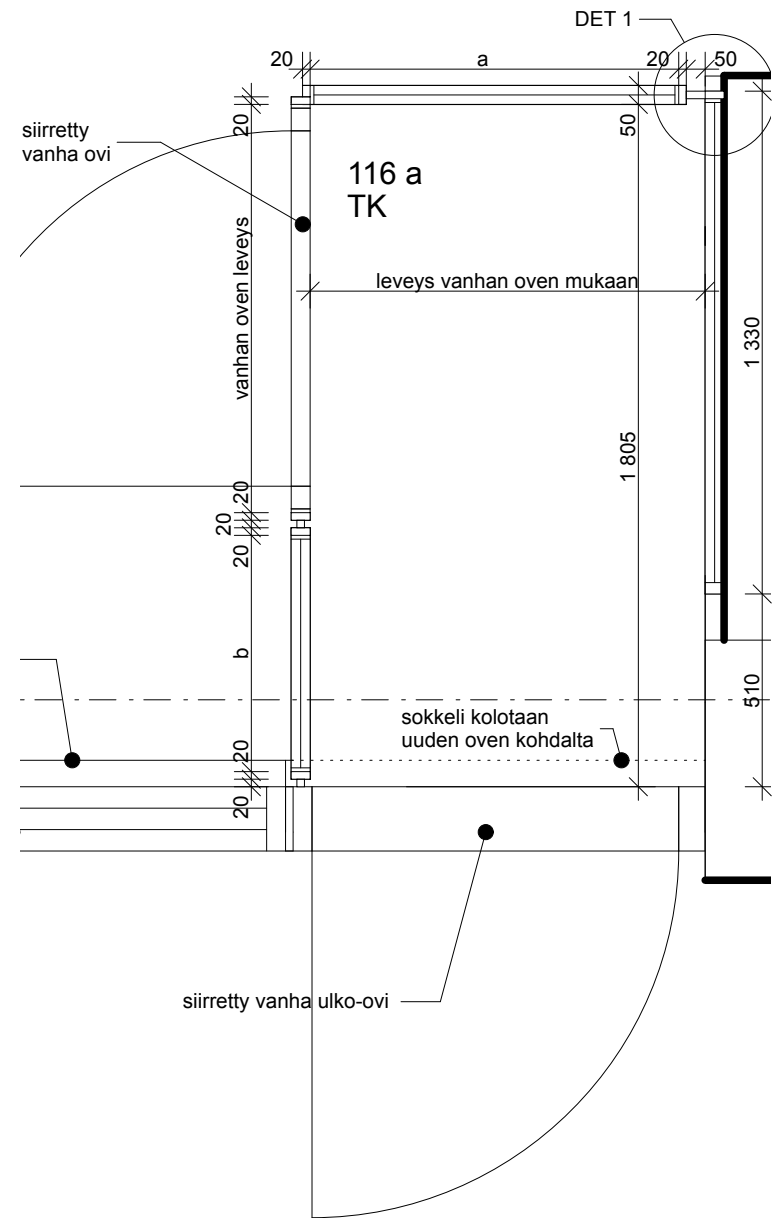 DET 1
20
a
20
50
siirretty
vanha ovi
20
50
116 a
TK
vanhan oven leveys
leveys vanhan oven mukaan
1 330
1 805
20
20
20
b
510
sokkeli kolotaan
uuden oven kohdalta
20
20
siirretty vanha ulko-ovi